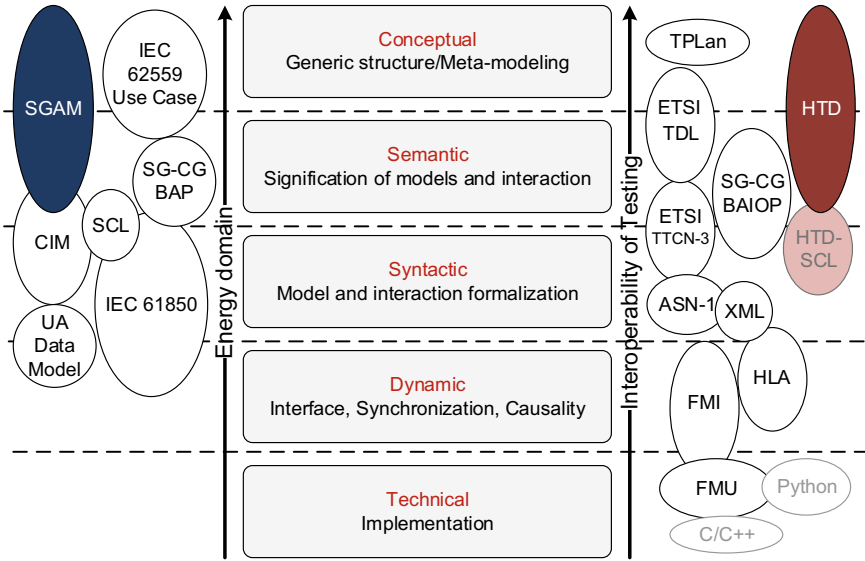 SGAM
IEC
62559
Use Case
SG-CG
BAP
SCL
CIM
IEC 61850
UA
Data
Model
Energy domain
Conceptual
Generic structure/Meta-modeling
Semantic
Signification of models and interaction
Syntactic
Model and interaction formalization
Dynamic
Interface, Synchronization, Causality
Technical
Implementation
Interoperability of Testing
TPLan
ETSI
TDL
HTD
SG-CG
BAIOP
ETSI
TTCN-3
HTD-
SCL
ASN-1
XML
HLA
FMI
FMU
Python
C/C++